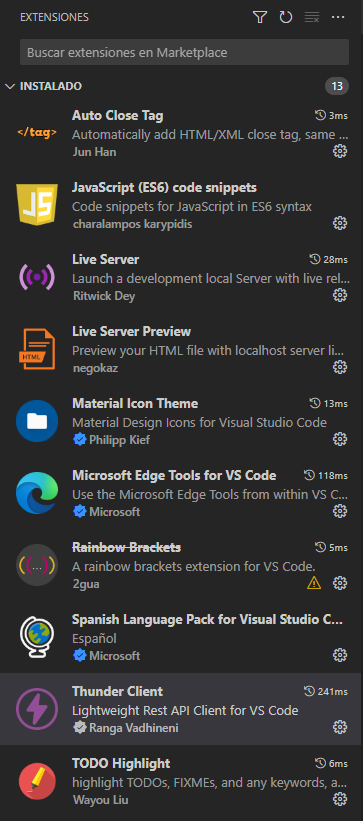 EXTENSIONES
Buscar extensiones en Marketplace
INSTALADO 13
</tag>
Auto Close Tag 3ms
Automatically add HTML/XML close tag, same ...
Jun Han
JS
JavaScript (ES6) code snippets
Code snippets for JavaScript in ES6 syntax
charalampos karypidis
Live Server 28ms
Launch a development local Server with live rel...
Ritwick Dey
HTML
Live Server Preview
Preview your HTML file with localhost server li...
negokaz
Material Icon Theme 13ms
Material Design Icons for Visual Studio Code
Philipp Kief
Microsoft Edge Tools for VS Code 118ms
Use the Microsoft Edge Tools from within VS C...
Microsoft
(...)
Rainbow Brackets 5ms
A rainbow brackets extension for VS Code.
2gua
Spanish Language Pack for Visual Studio C...
Español
Microsoft
Thunder Client 241ms
Lightweight Rest API Client for VS Code
Ranga Vadhineni
TODO Highlight 6ms
highlight TODOs, FIXMEs, and any keywords, a...
Wayou Liu